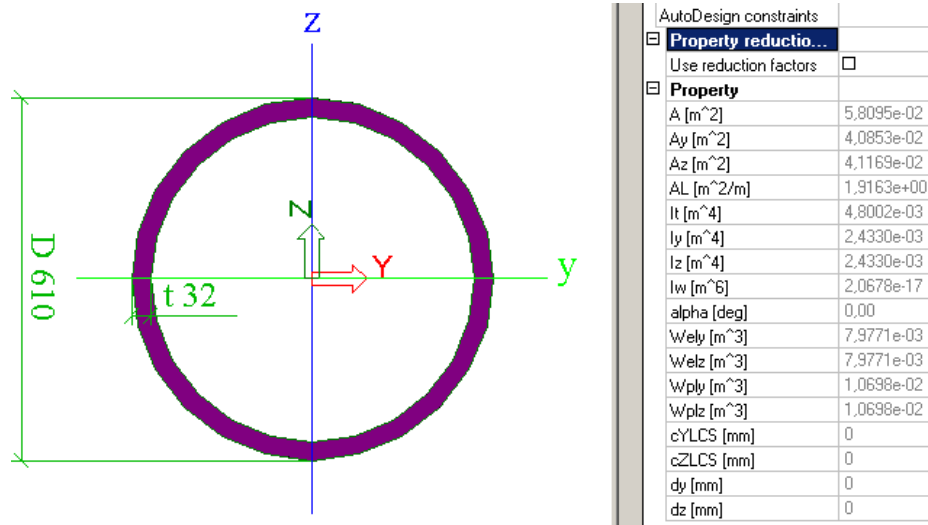 z
D 610
t 32
Z
Y
y
AutoDesign constraints
Property reductio...
Use reduction factors
Property
A [m^2] 5,8095e-02
Ay [m^2] 4,0853e-02
Az [m^2] 4,1169e-02
AL [m^2/m] 1,9163e+00
It [m^4] 4,8002e-03
Iy [m^4] 2,4330e-03
Iz [m^4] 2,4330e-03
Iw [m^6] 2,0678e-17
alpha [deg] 0,00
Wely [m^3] 7,9771e-03
Welz [m^3] 7,9771e-03
Wply [m^3] 1,0698e-02
Wplz [m^3] 1,0698e-02
cYLCS [mm] 0
cZLCS [mm] 0
dy [mm] 0
dz [mm] 0